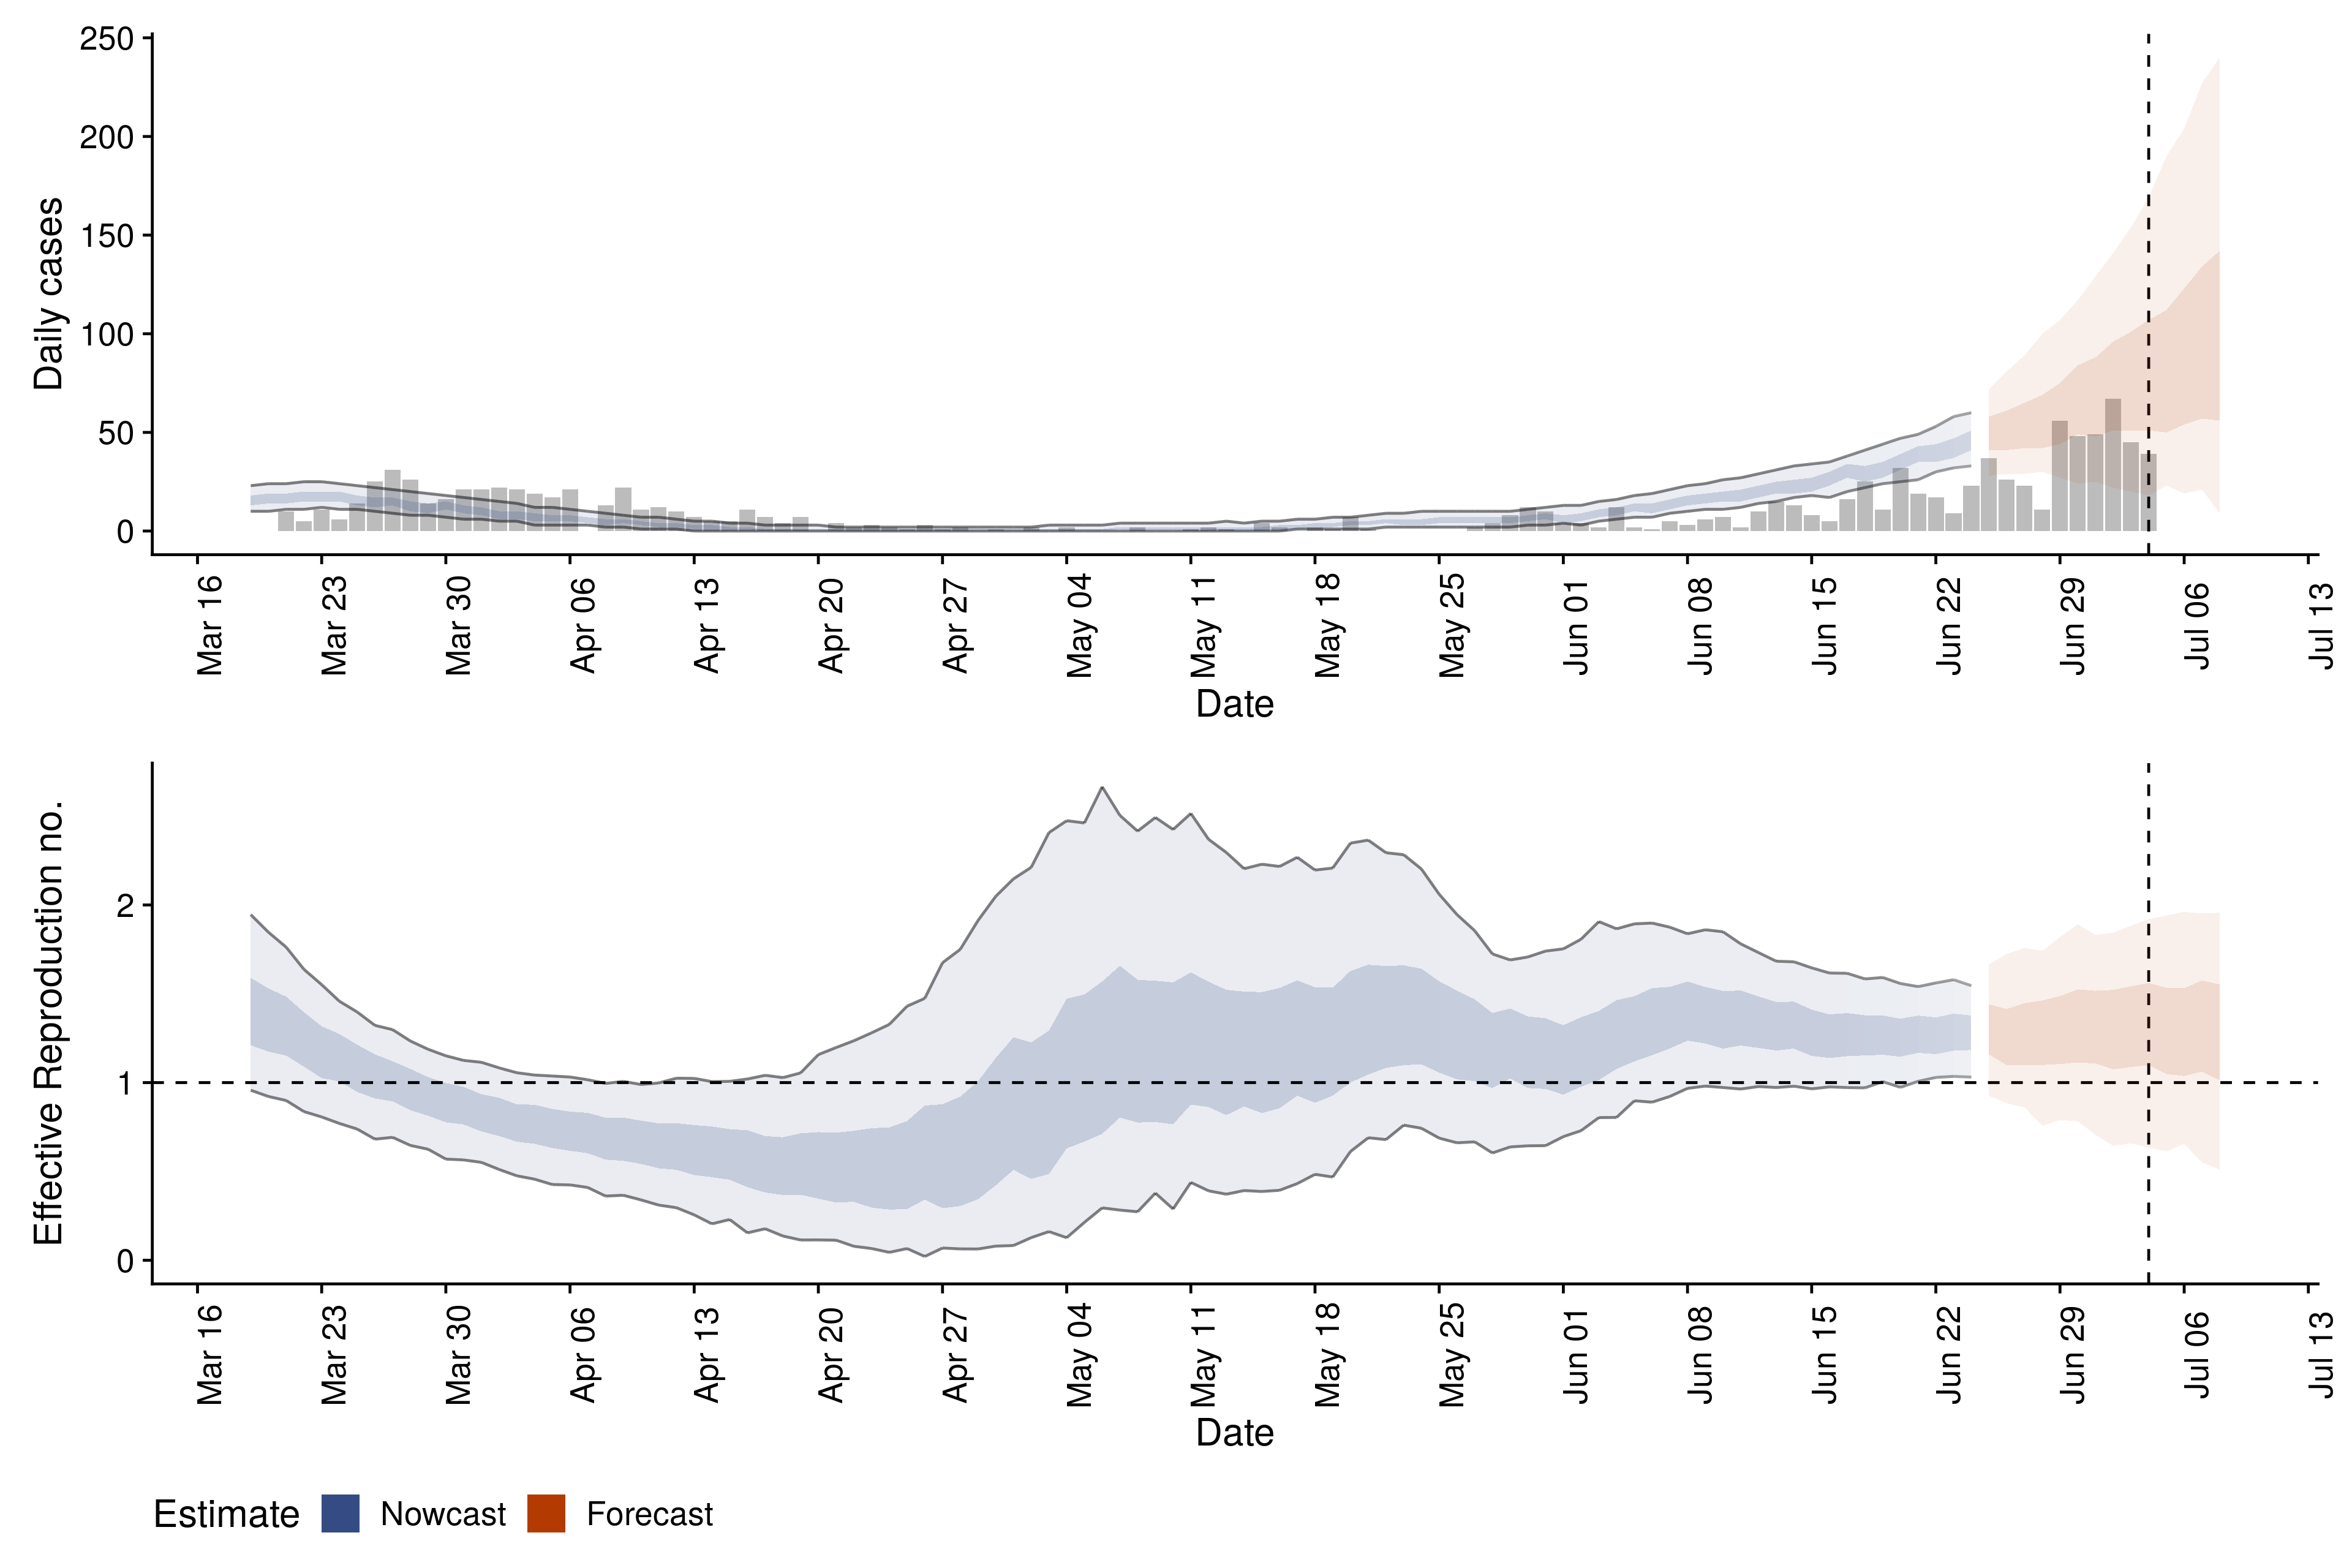 250
200
150
100
50
0
Daily cases
Mar 16 Mar 23 Mar 30 Apr 06 Apr 13 Apr 20 Apr 27 May 04 May 11 May 18 May 25 Jun 01 Jun 08 Jun 15 Jun 22 Jun 29 Jul 06 Jul 13
Date
2
1
0
Effective Reproduction no.
Mar 16 Mar 23 Mar 30 Apr 06 Apr 13 Apr 20 Apr 27 May 04 May 11 May 18 May 25 Jun 01 Jun 08 Jun 15 Jun 22 Jun 29 Jul 06 Jul 13
Date
Estimate Nowcast Forecast